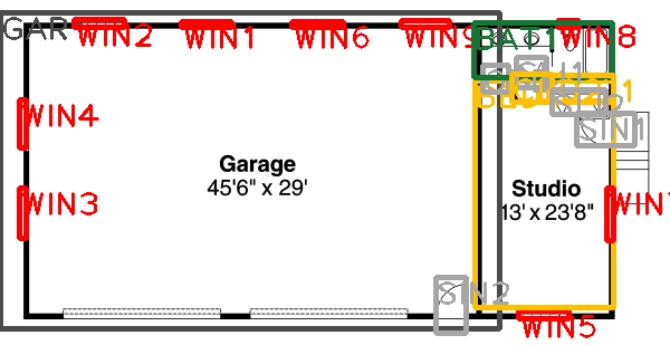 GAR
WIN2
WIN1
WIN6
WIN9
BAT1
WIN8
WIN4
SIN1
Garage
45'6" x 29'
Studio
13' x 23'8"
WIN3
WIN7
SIN2
WIN5